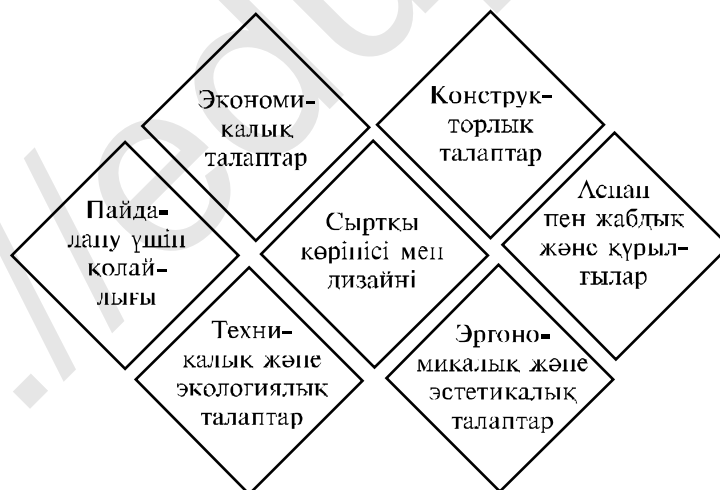 Экономи-
калық
талаптар
Конструк-
торлық
талаптар
Пайда-
лану үшін
қолай-
лығы
Сыртқы
көрінісі мен
дизайні
Аспап
пен жабдық
және құрыл-
ғылар
Техни-
калық және
экологиялық
талаптар
Эргоно-
микалық және
эстетикалық
талаптар